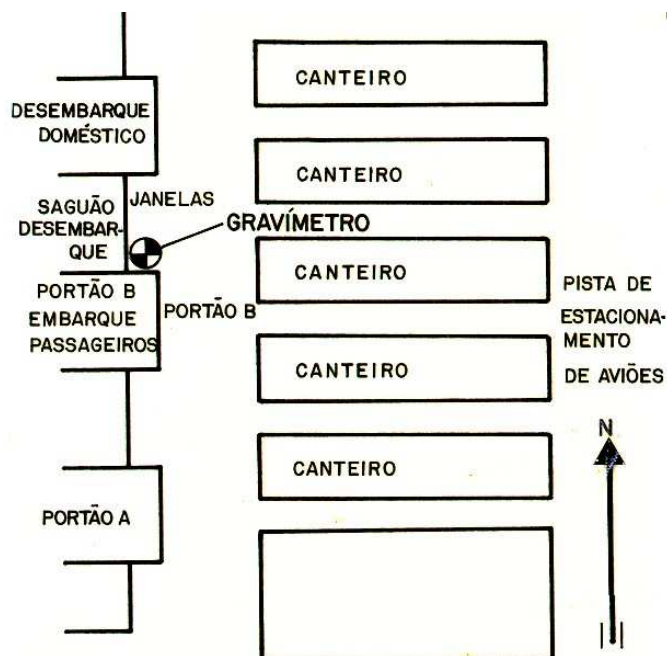 CANTEIRO
DESEMBARQUE
DOMÉSTICO
CANTEIRO
JANELAS
SAGUÃO
DESEMBAR-
QUE
GRAVÍMETRO
CANTEIRO
PORTÃO B
EMBARQUE
PASSAGEIROS
PORTÃO B
PISTA DE
ESTACIONA-
MENTO
DE AVIÕES
CANTEIRO
N
CANTEIRO
PORTÃO A